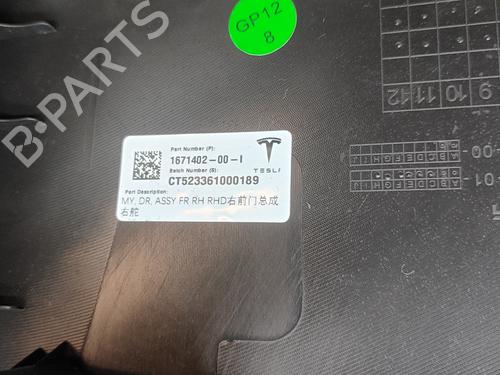 B-PARTS
GP12
8
9 10 11 12
Part Number (P):
1671402-00-I
Batch Number (B):
CT523361000189
TESLA
Part Description:
MY, DR, ASSY FR RH RHD右前门总成
右舵